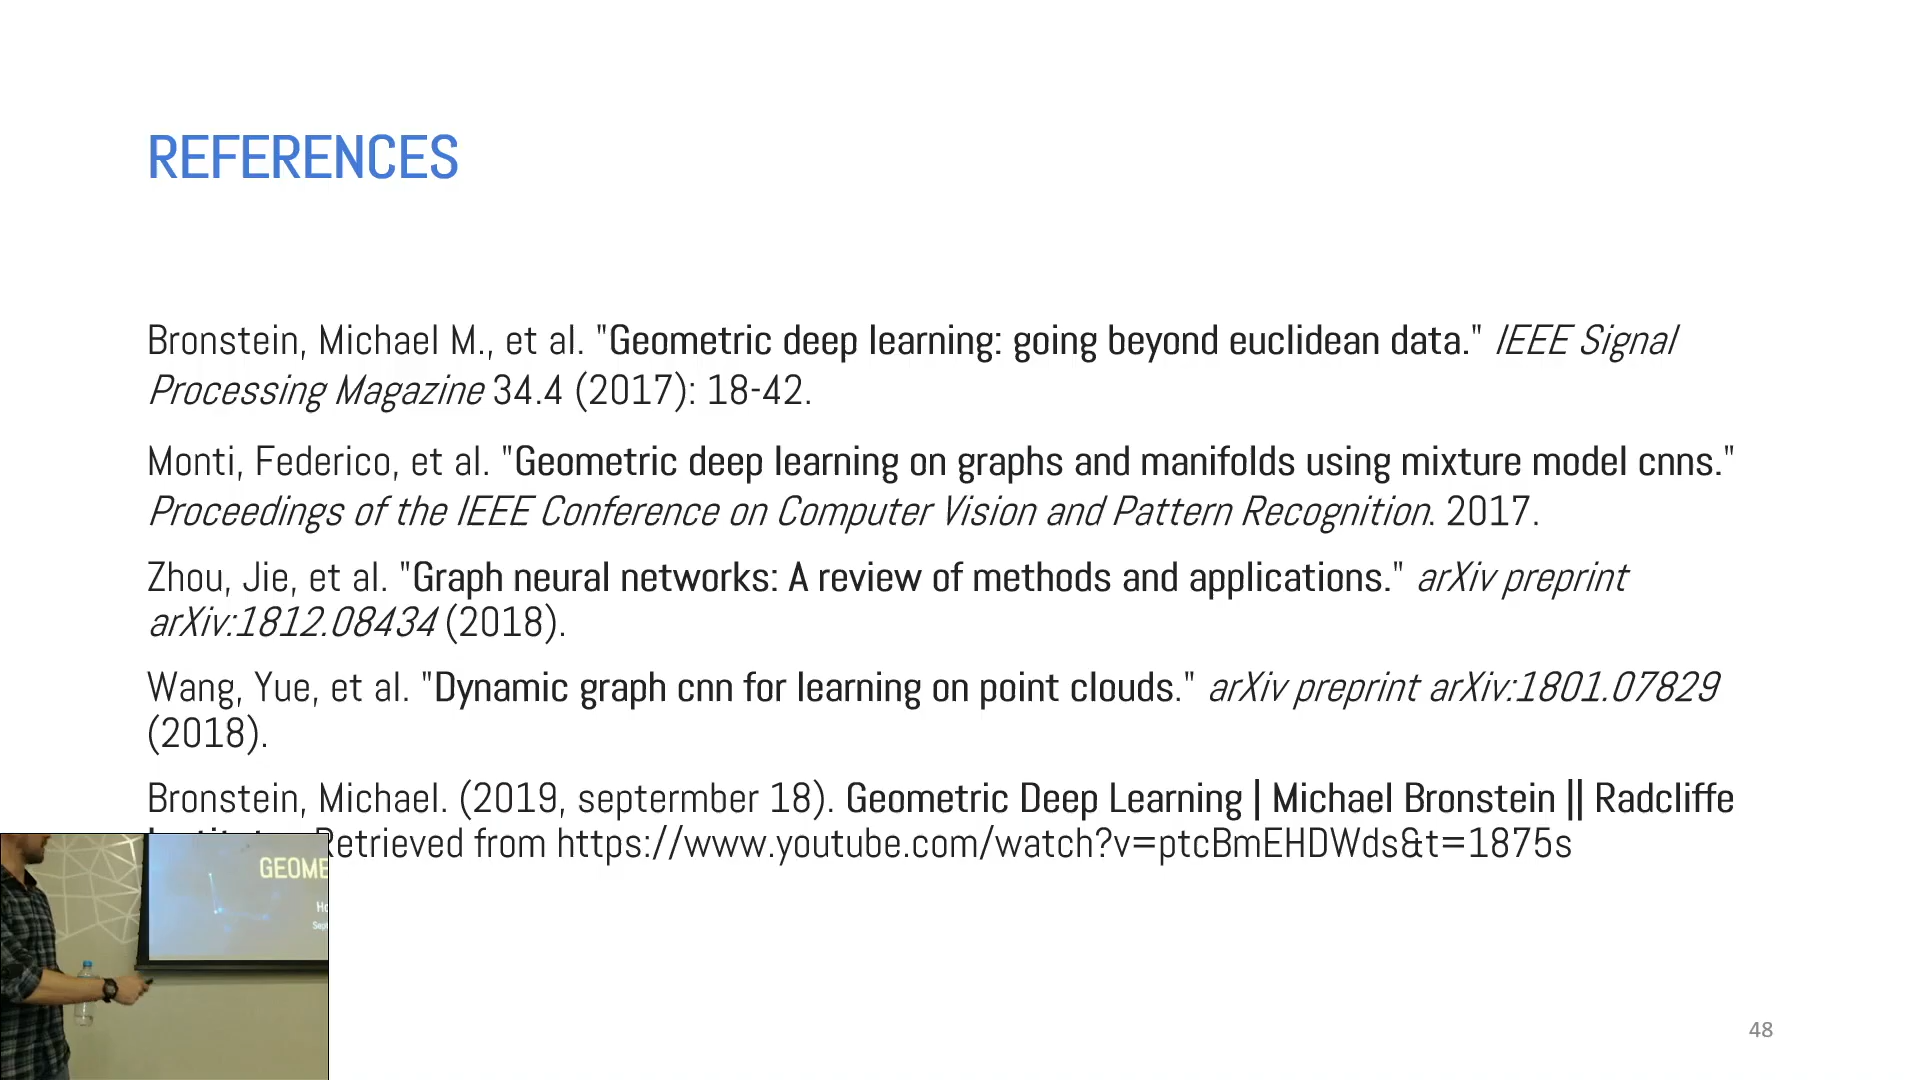 REFERENCES
Bronstein, Michael M., et al. "Geometric deep learning: going beyond euclidean data." IEEE Signal
Processing Magazine 34.4 (2017): 18-42.
Monti, Federico, et al. "Geometric deep learning on graphs and manifolds using mixture model cnns."
Proceedings of the IEEE Conference on Computer Vision and Pattern Recognition. 2017.
Zhou, Jie, et al. "Graph neural networks: A review of methods and applications." arXiv preprint
arXiv:1812.08434 (2018).
Wang, Yue, et al. "Dynamic graph cnn for learning on point clouds." arXiv preprint arXiv:1801.07829
(2018).
Bronstein, Michael. (2019, septermber 18). Geometric Deep Learning | Michael Bronstein || Radcliffe
Retrieved from https://www.youtube.com/watch?v=ptcBmEHDWds&t=1875s
GEOME
48